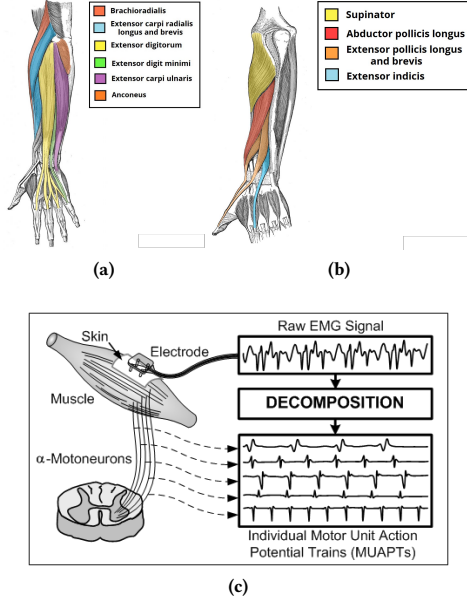 Brachioradialis
Extensor carpi radialis
longus and brevis
Extensor digitorum
Extensor digit minimi
Extensor carpi ulnaris
Anconeus
Supinator
Abductor pollicis longus
Extensor pollicis longus
and brevis
Extensor indicis
(a)
(b)
Skin
Electrode
Muscle
α-Motoneurons
Raw EMG Signal
DECOMPOSITION
Individual Motor Unit Action
Potential Trains (MUAPTs)
(c)